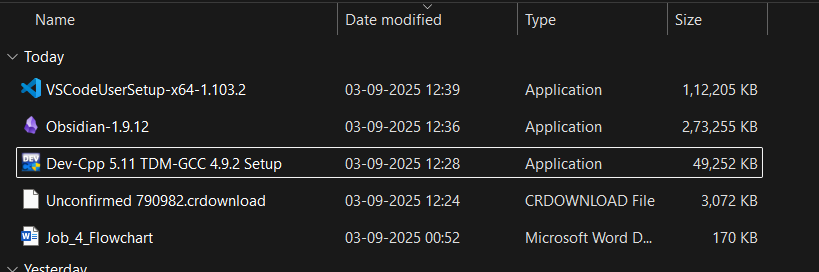 Name Date modified Type Size
Today
VSCodeUserSetup-x64-1.103.2 03-09-2025 12:39 Application 1,12,205 KB
Obsidian-1.9.12 03-09-2025 12:36 Application 2,73,255 KB
DEV Dev-Cpp 5.11 TDM-GCC 4.9.2 Setup 03-09-2025 12:28 Application 49,252 KB
Unconfirmed 790982.crdownload 03-09-2025 12:24 CRDOWNLOAD File 3,072 KB
W Job_4_Flowchart 03-09-2025 00:52 Microsoft Word D... 170 KB
Yesterday